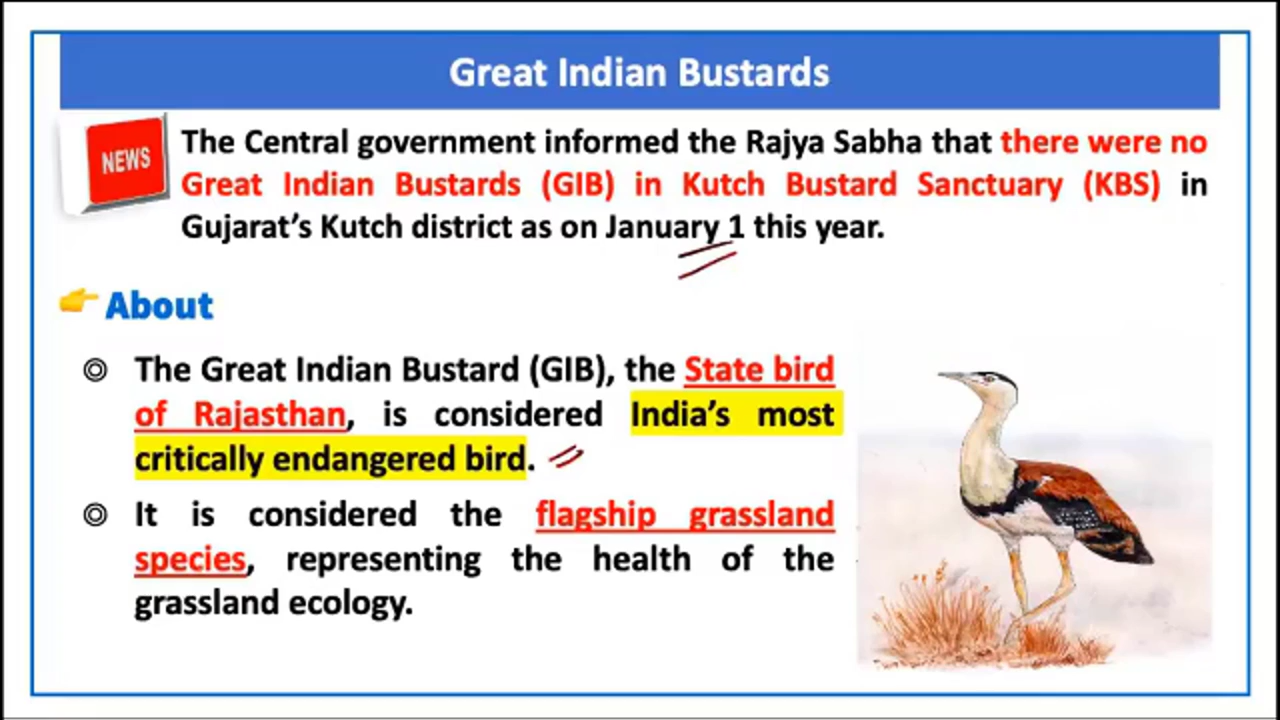 Great Indian Bustards
NEWS
The Central government informed the Rajya Sabha that there were no
Great Indian Bustards (GIB) in Kutch Bustard Sanctuary (KBS) in
Gujarat’s Kutch district as on January 1 this year.
About
The Great Indian Bustard (GIB), the State bird
of Rajasthan, is considered India’s most
critically endangered bird.
It is considered the flagship grassland
species, representing the health of the
grassland ecology.